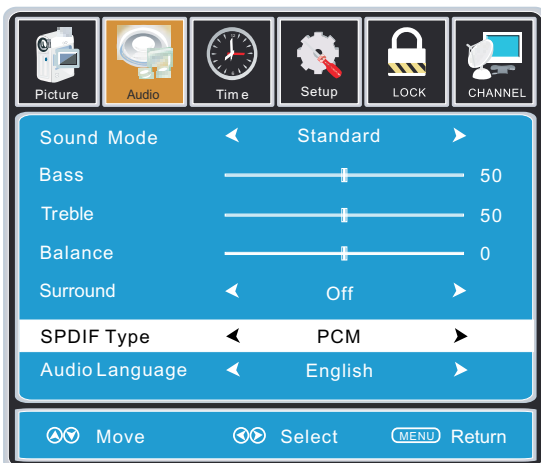 Picture Audio Time Setup LOCK CHANNEL
Sound Mode Standard
Bass 50
Treble 50
Balance 0
Surround Off
SPDIF Type PCM
Audio Language English
Move Select MENU Return